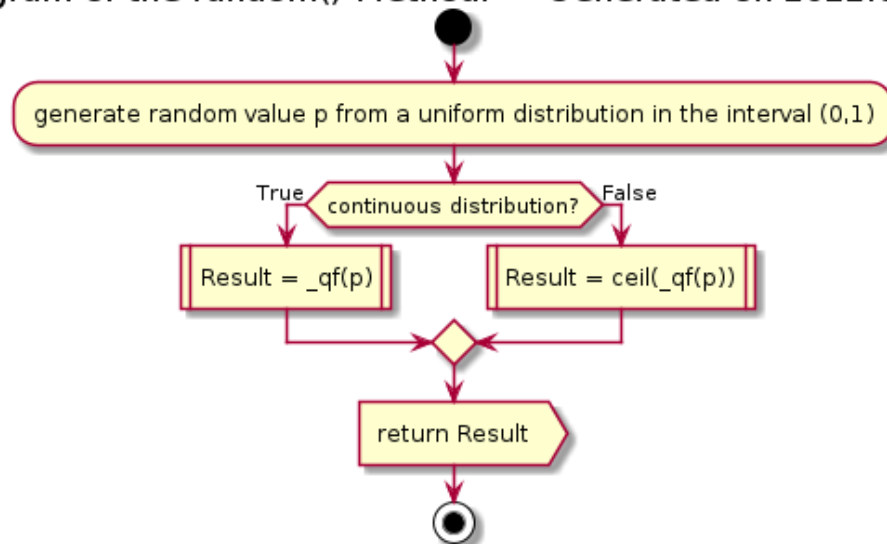 generate random value p from a uniform distribution in the interval (0,1)
True
continuous distribution?
False
Result = _qf(p)
Result = ceil(_qf(p))
return Result